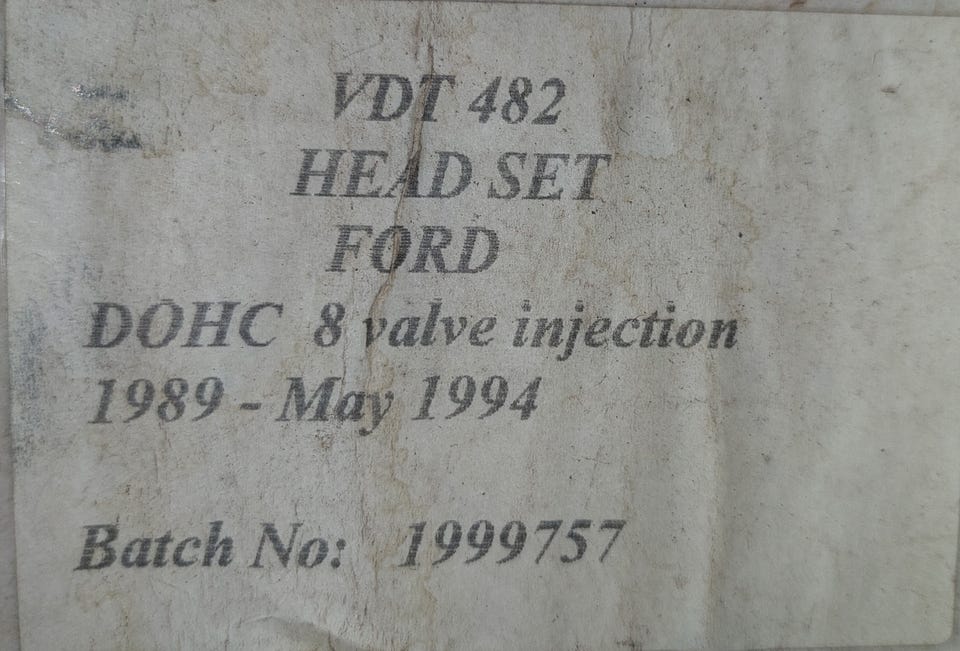 VDT 482
HEAD SET
FORD
DOHC 8 valve injection
1989 - May 1994
Batch No: 1999757